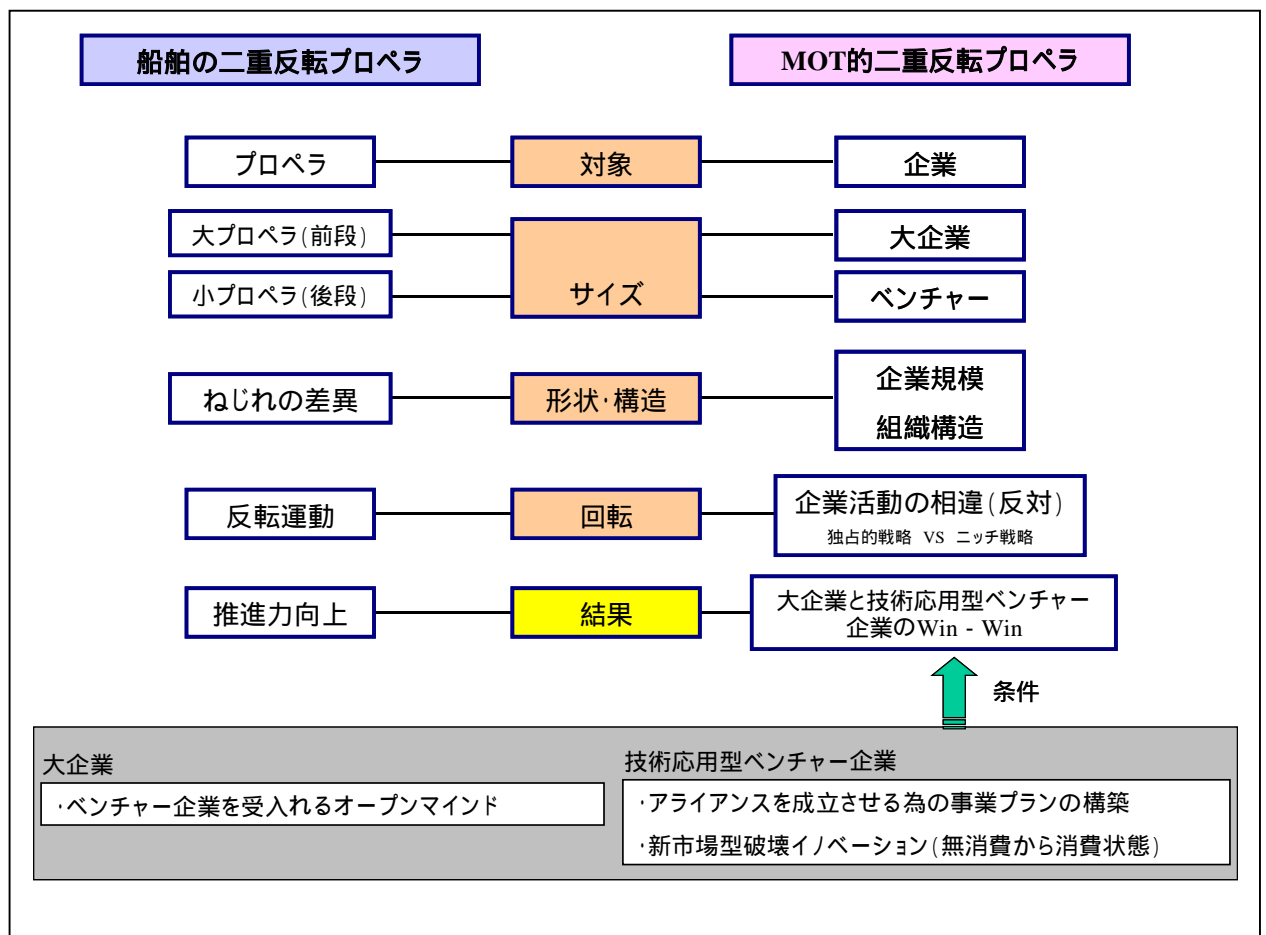 船舶の二重反転プロペラ
MOT的二重反転プロペラ
プロペラ
対象
企業
大プロペラ(前段)
サイズ
大企業
小プロペラ(後段)
ベンチャー
ねじれの差異
形状·構造
企業規模
組織構造
反転運動
回転
企業活動の相違(反対)
独占的戦略 VS ニッチ戦略
推進力向上
結果
大企業と技術応用型ベンチャー
企業のWin - Win
条件
大企業
·ベンチャー企業を受入れるオープンマインド
技術応用型ベンチャー企業
·アライアンスを成立させる為の事業プランの構築
·新市場型破壊イノベーション(無消費から消費状態)